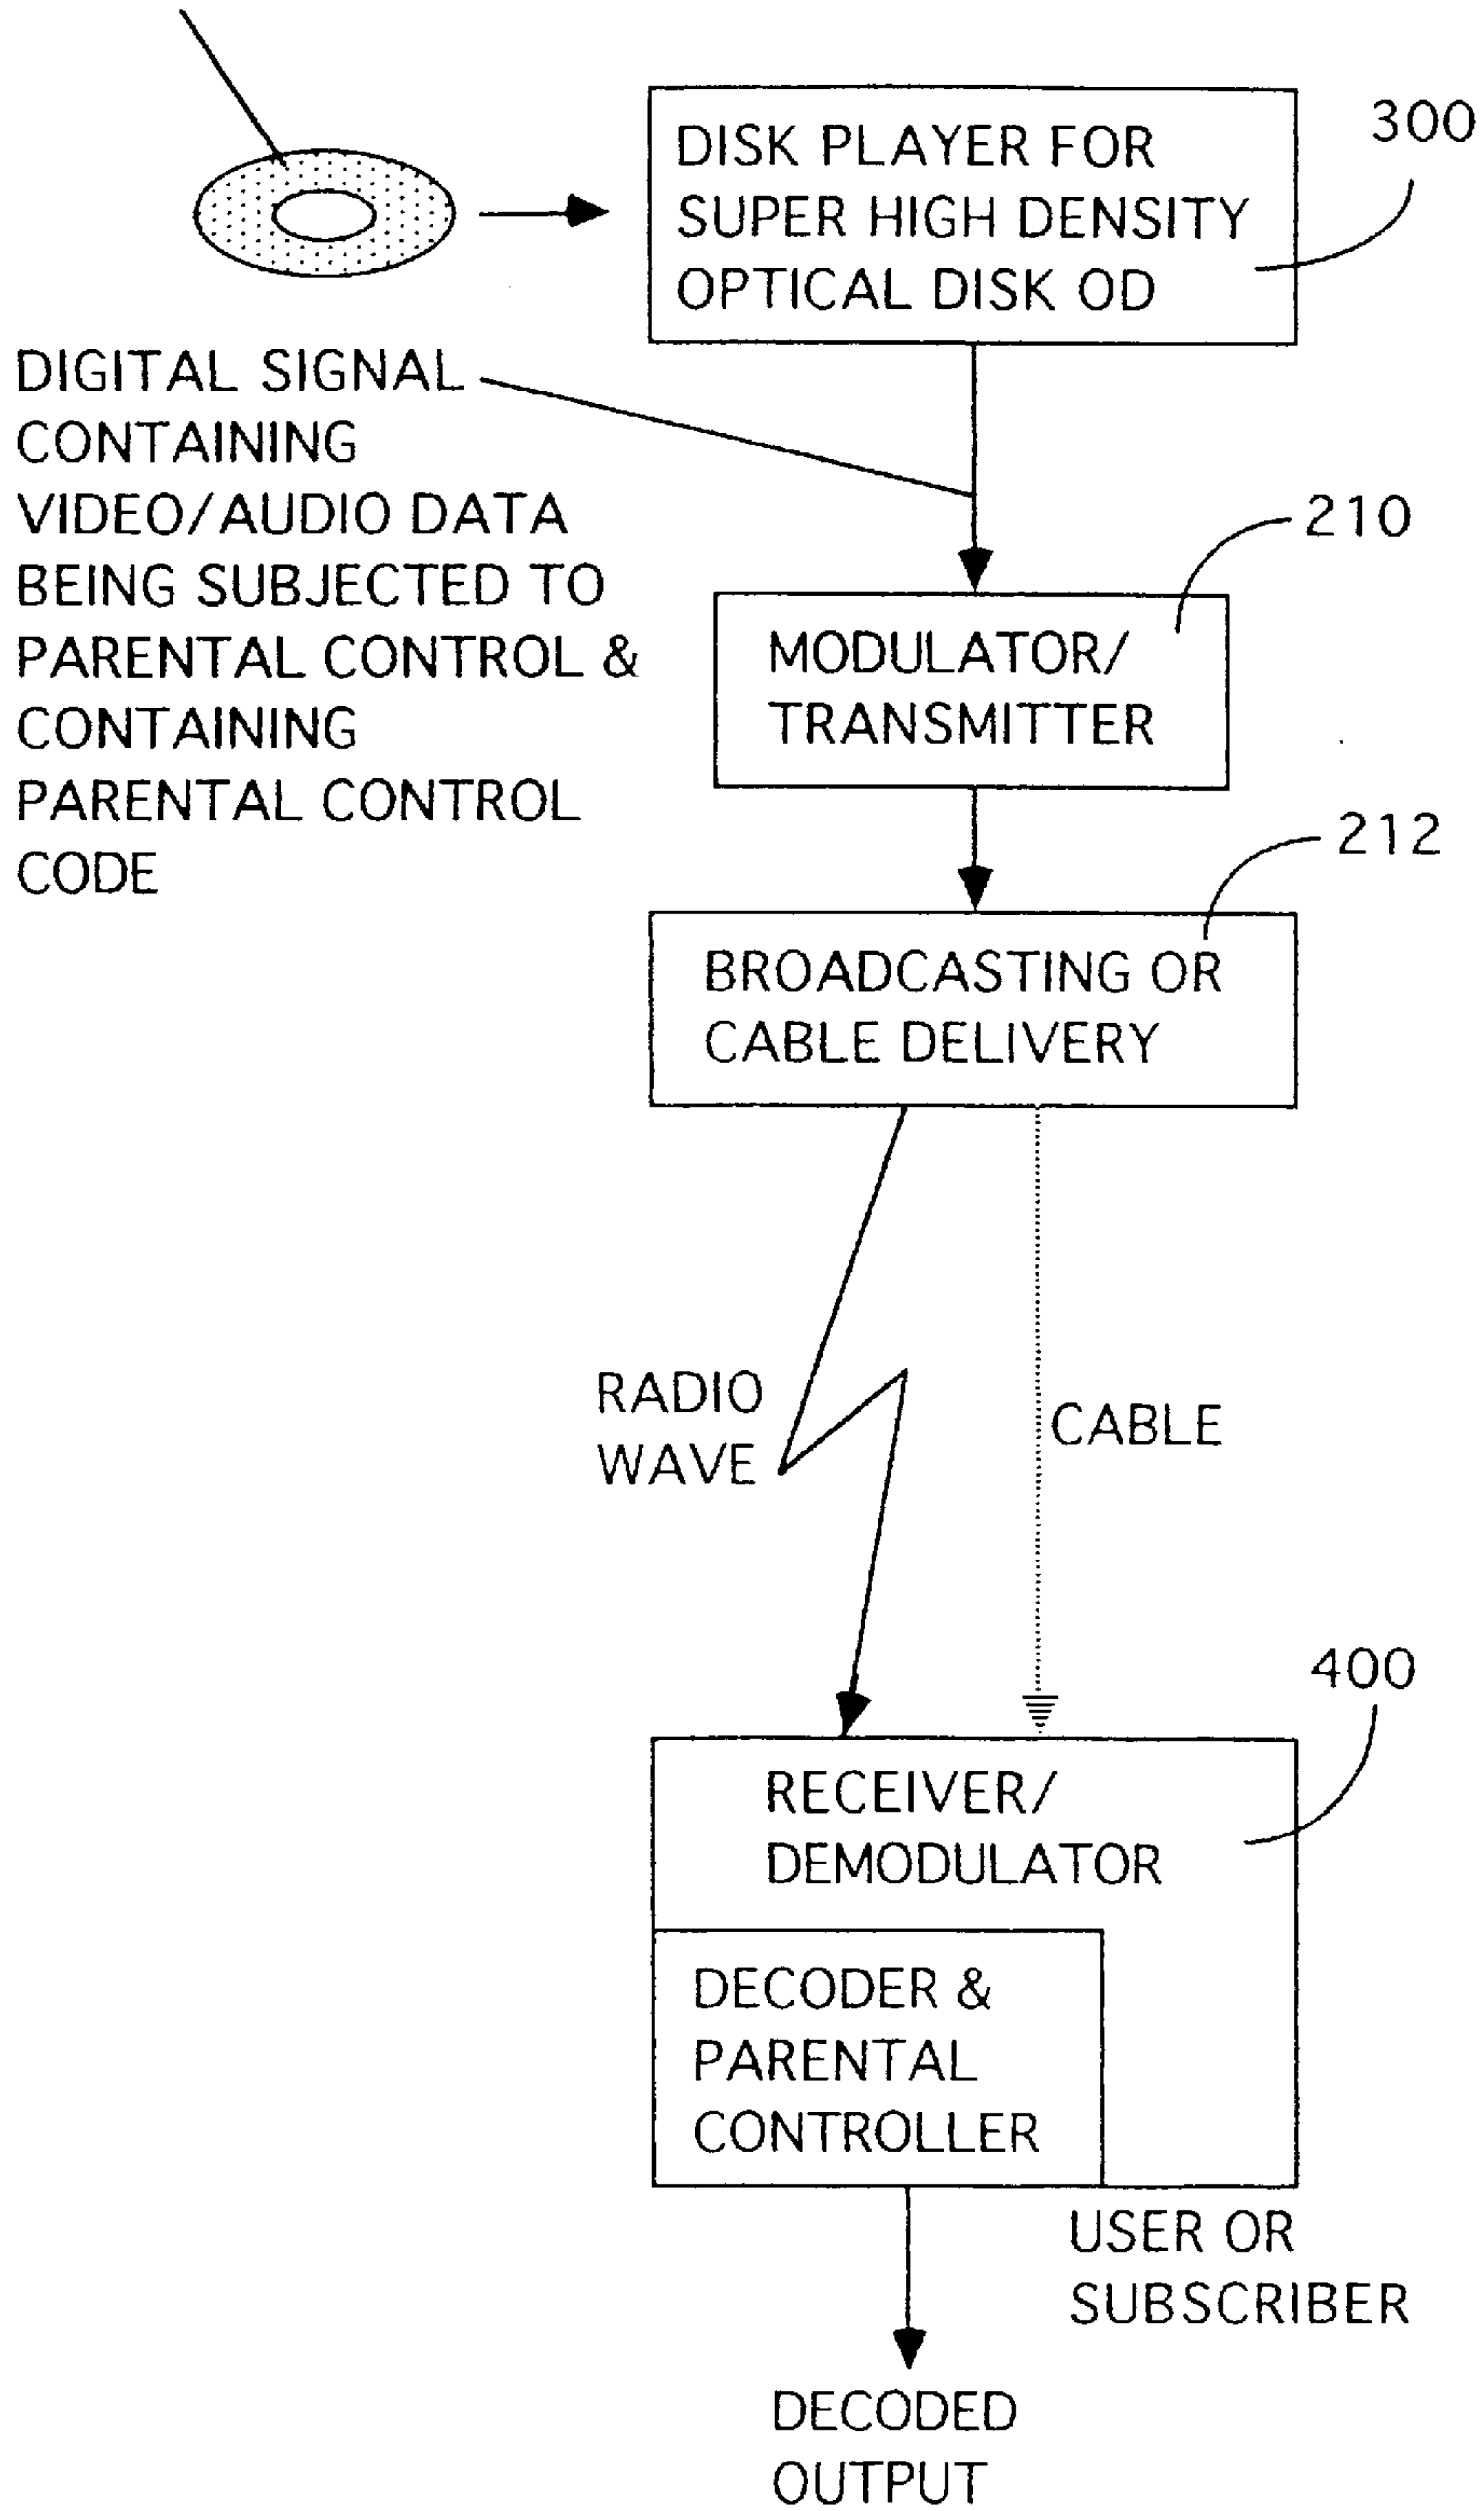 DISK PLAYER FOR
SUPER HIGH DENSITY
OPTICAL DISK OD
300
DIGITAL SIGNAL
CONTAINING
VIDEO/AUDIO DATA
BEING SUBJECTED TO
PARENTAL CONTROL &
CONTAINING
PARENTAL CONTROL
CODE
210
MODULATOR/
TRANSMITTER
212
BROADCASTING OR
CABLE DELIVERY
RADIO
WAVE
CABLE
400
RECEIVER/
DEMODULATOR
DECODER &
PARENTAL
CONTROLLER
USER OR
SUBSCRIBER
DECODED
OUTPUT